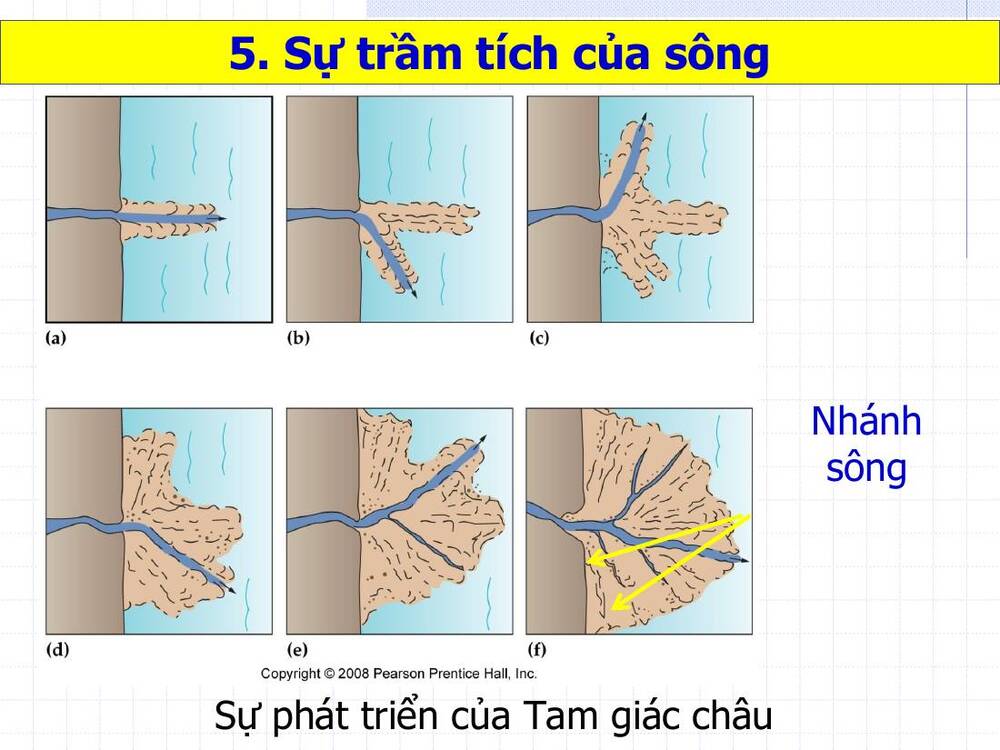 5. Sự trầm tích của sông
(a)
(b)
(c)
Nhánh
sông
(d)
(e)
(f)
Copyright © 2008 Pearson Prentice Hall, Inc.
Sự phát triển của Tam giác châu